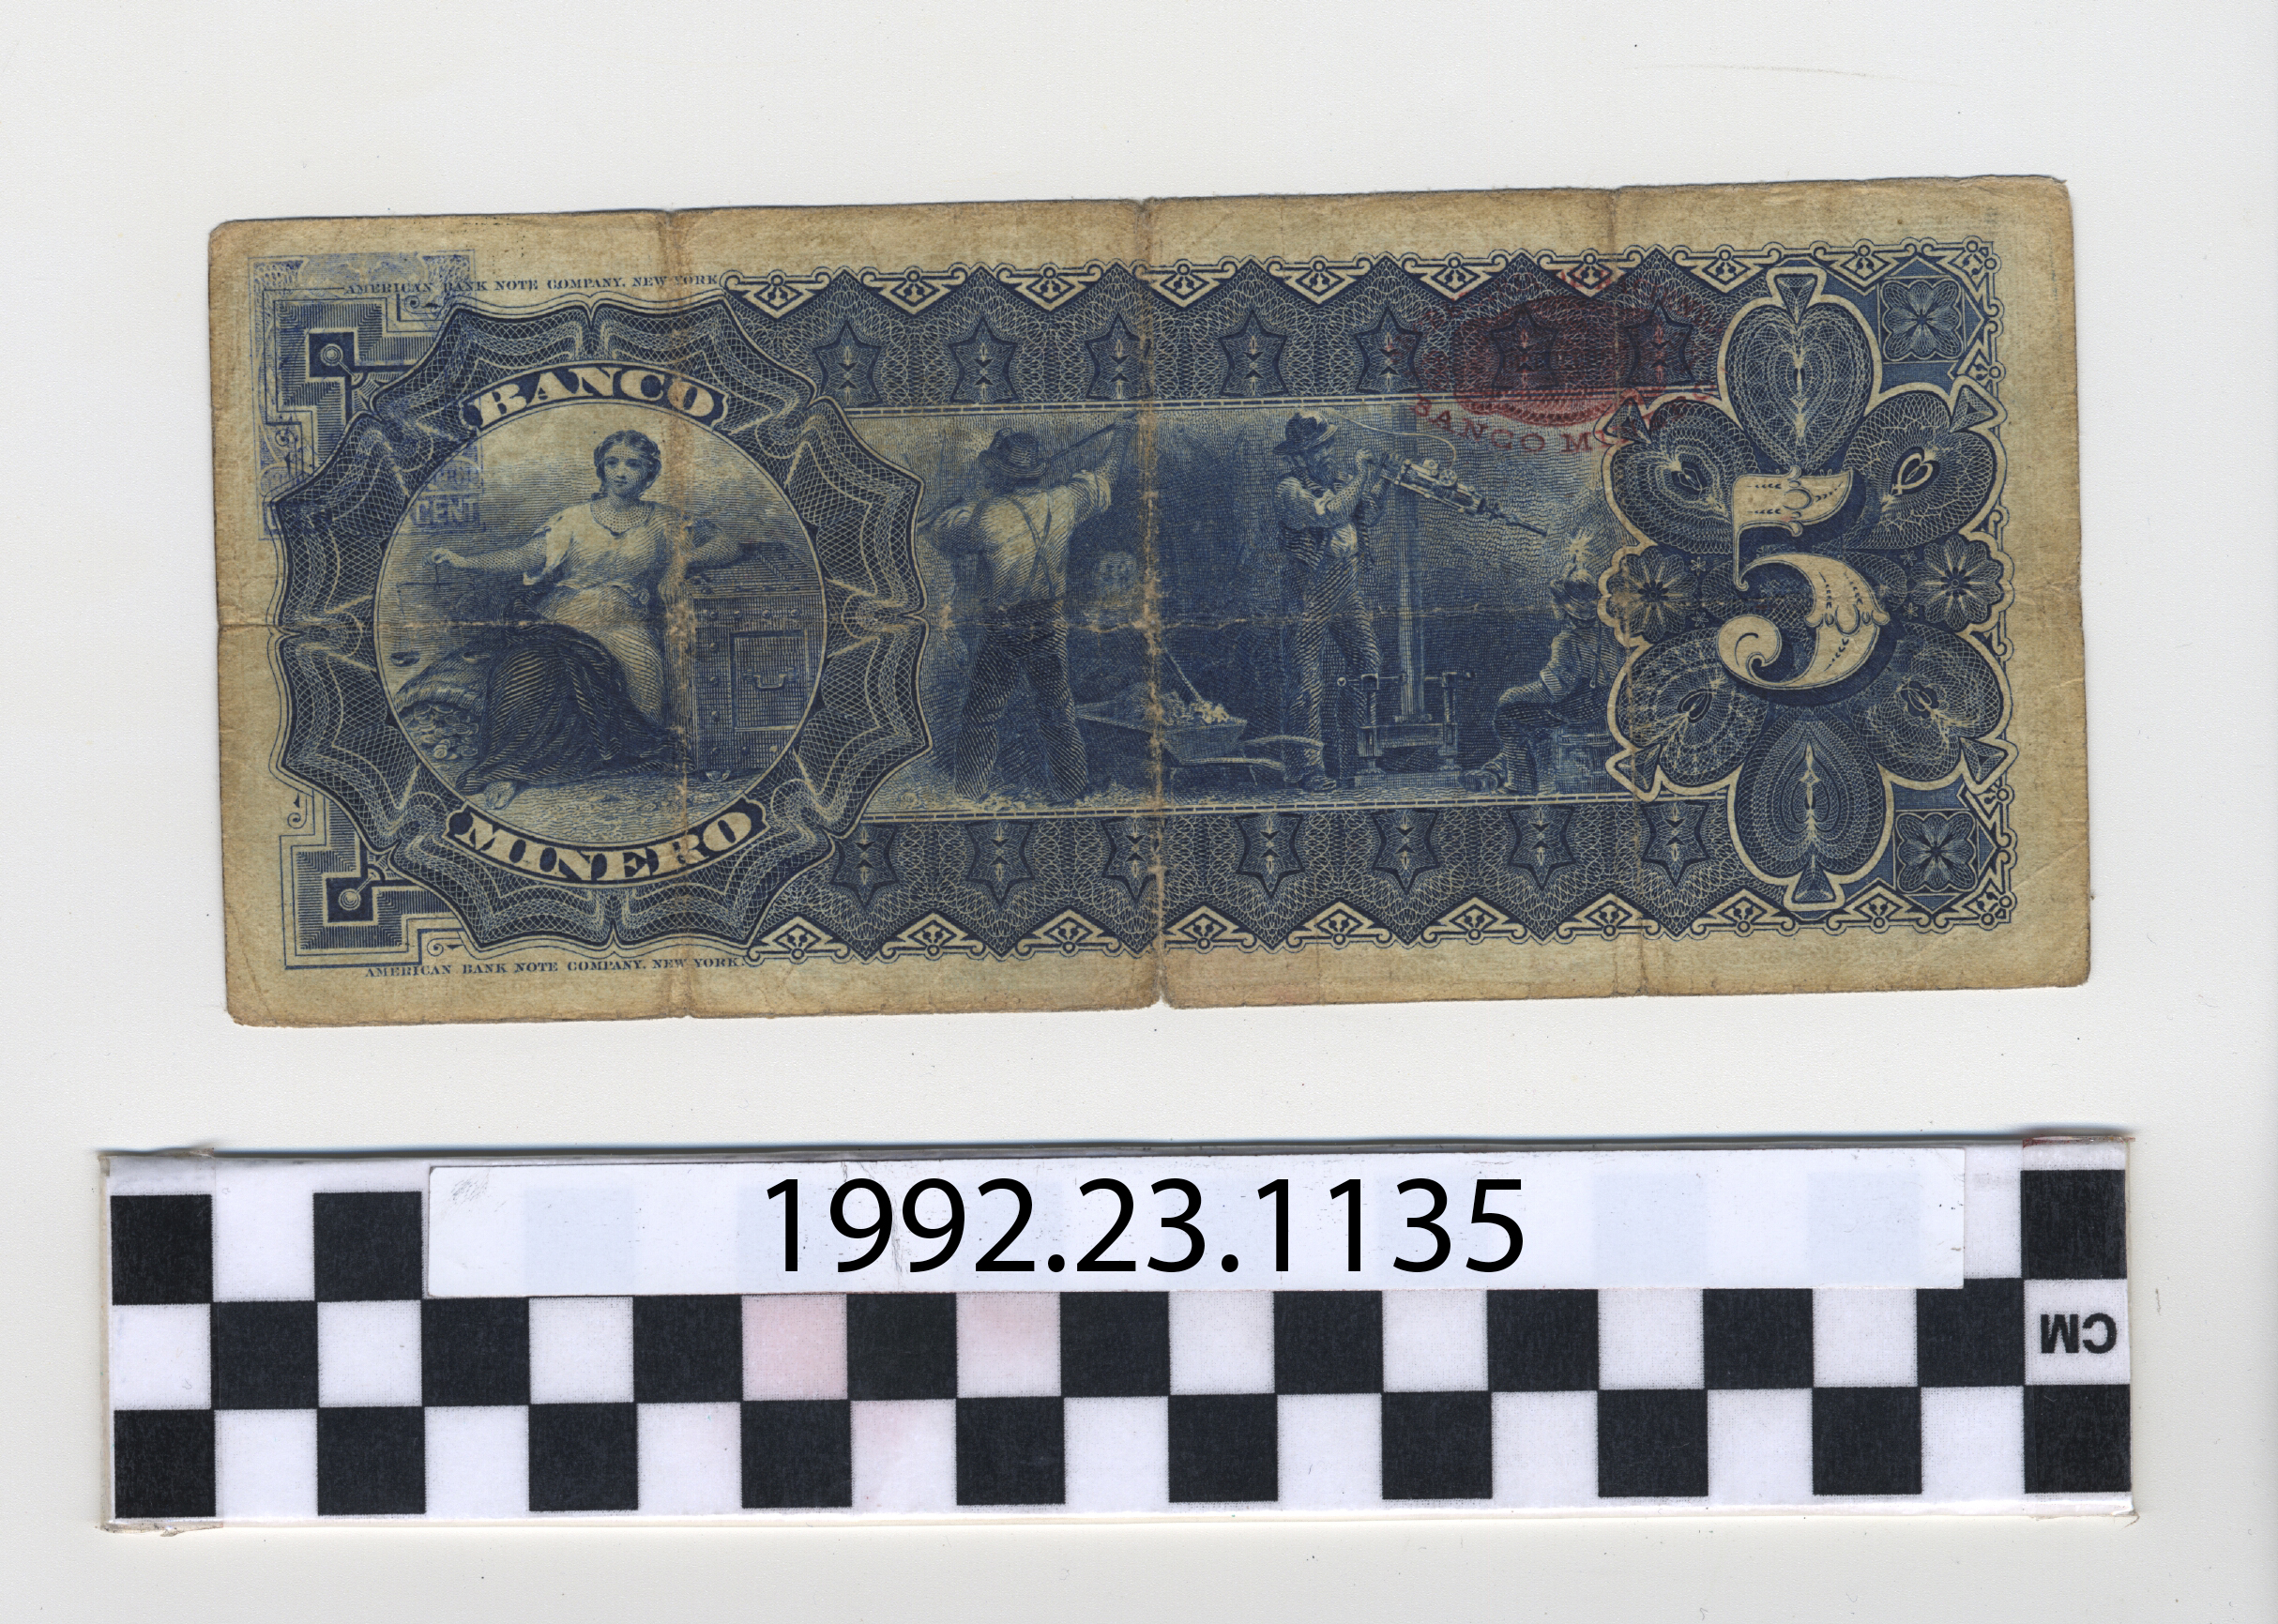 AMERICAN BANK NOTE COMPANY, NEW YORK
BANCO
CENT
BANCO M
5
MINERO
AMERICAN BANK NOTE COMPANY, NEW YORK.
1992.23.1135
CM